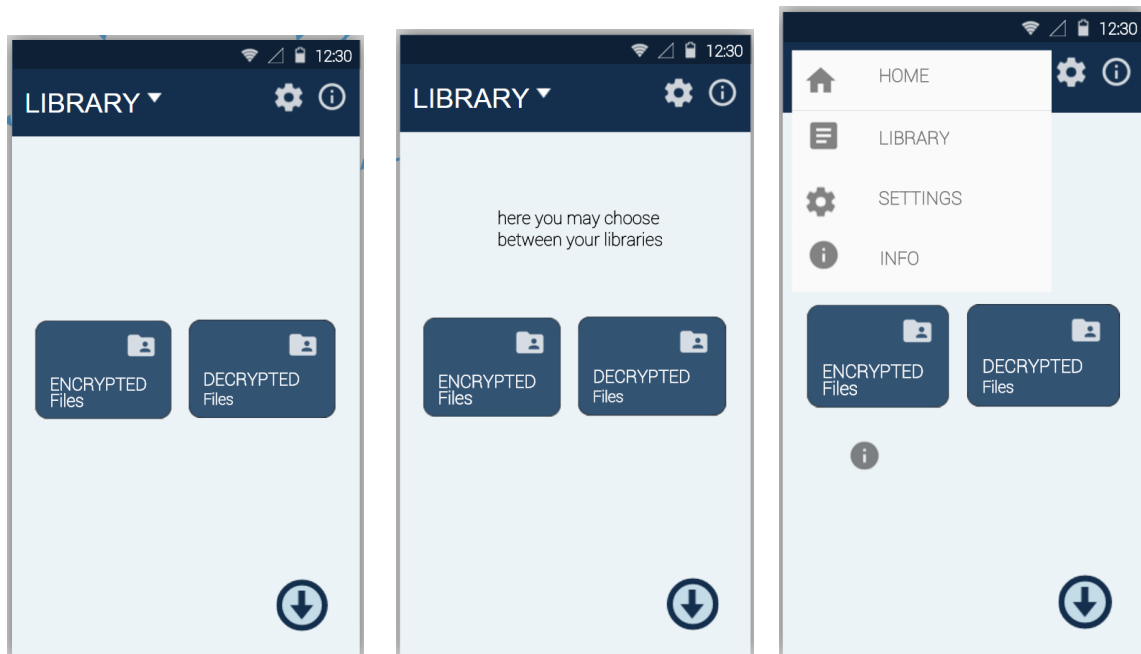 12:30
LIBRARY
ENCRYPTED
Files
DECRYPTED
Files
12:30
LIBRARY
here you may choose
between your libraries
ENCRYPTED
Files
DECRYPTED
Files
12:30
HOME
LIBRARY
SETTINGS
INFO
ENCRYPTED
Files
DECRYPTED
Files